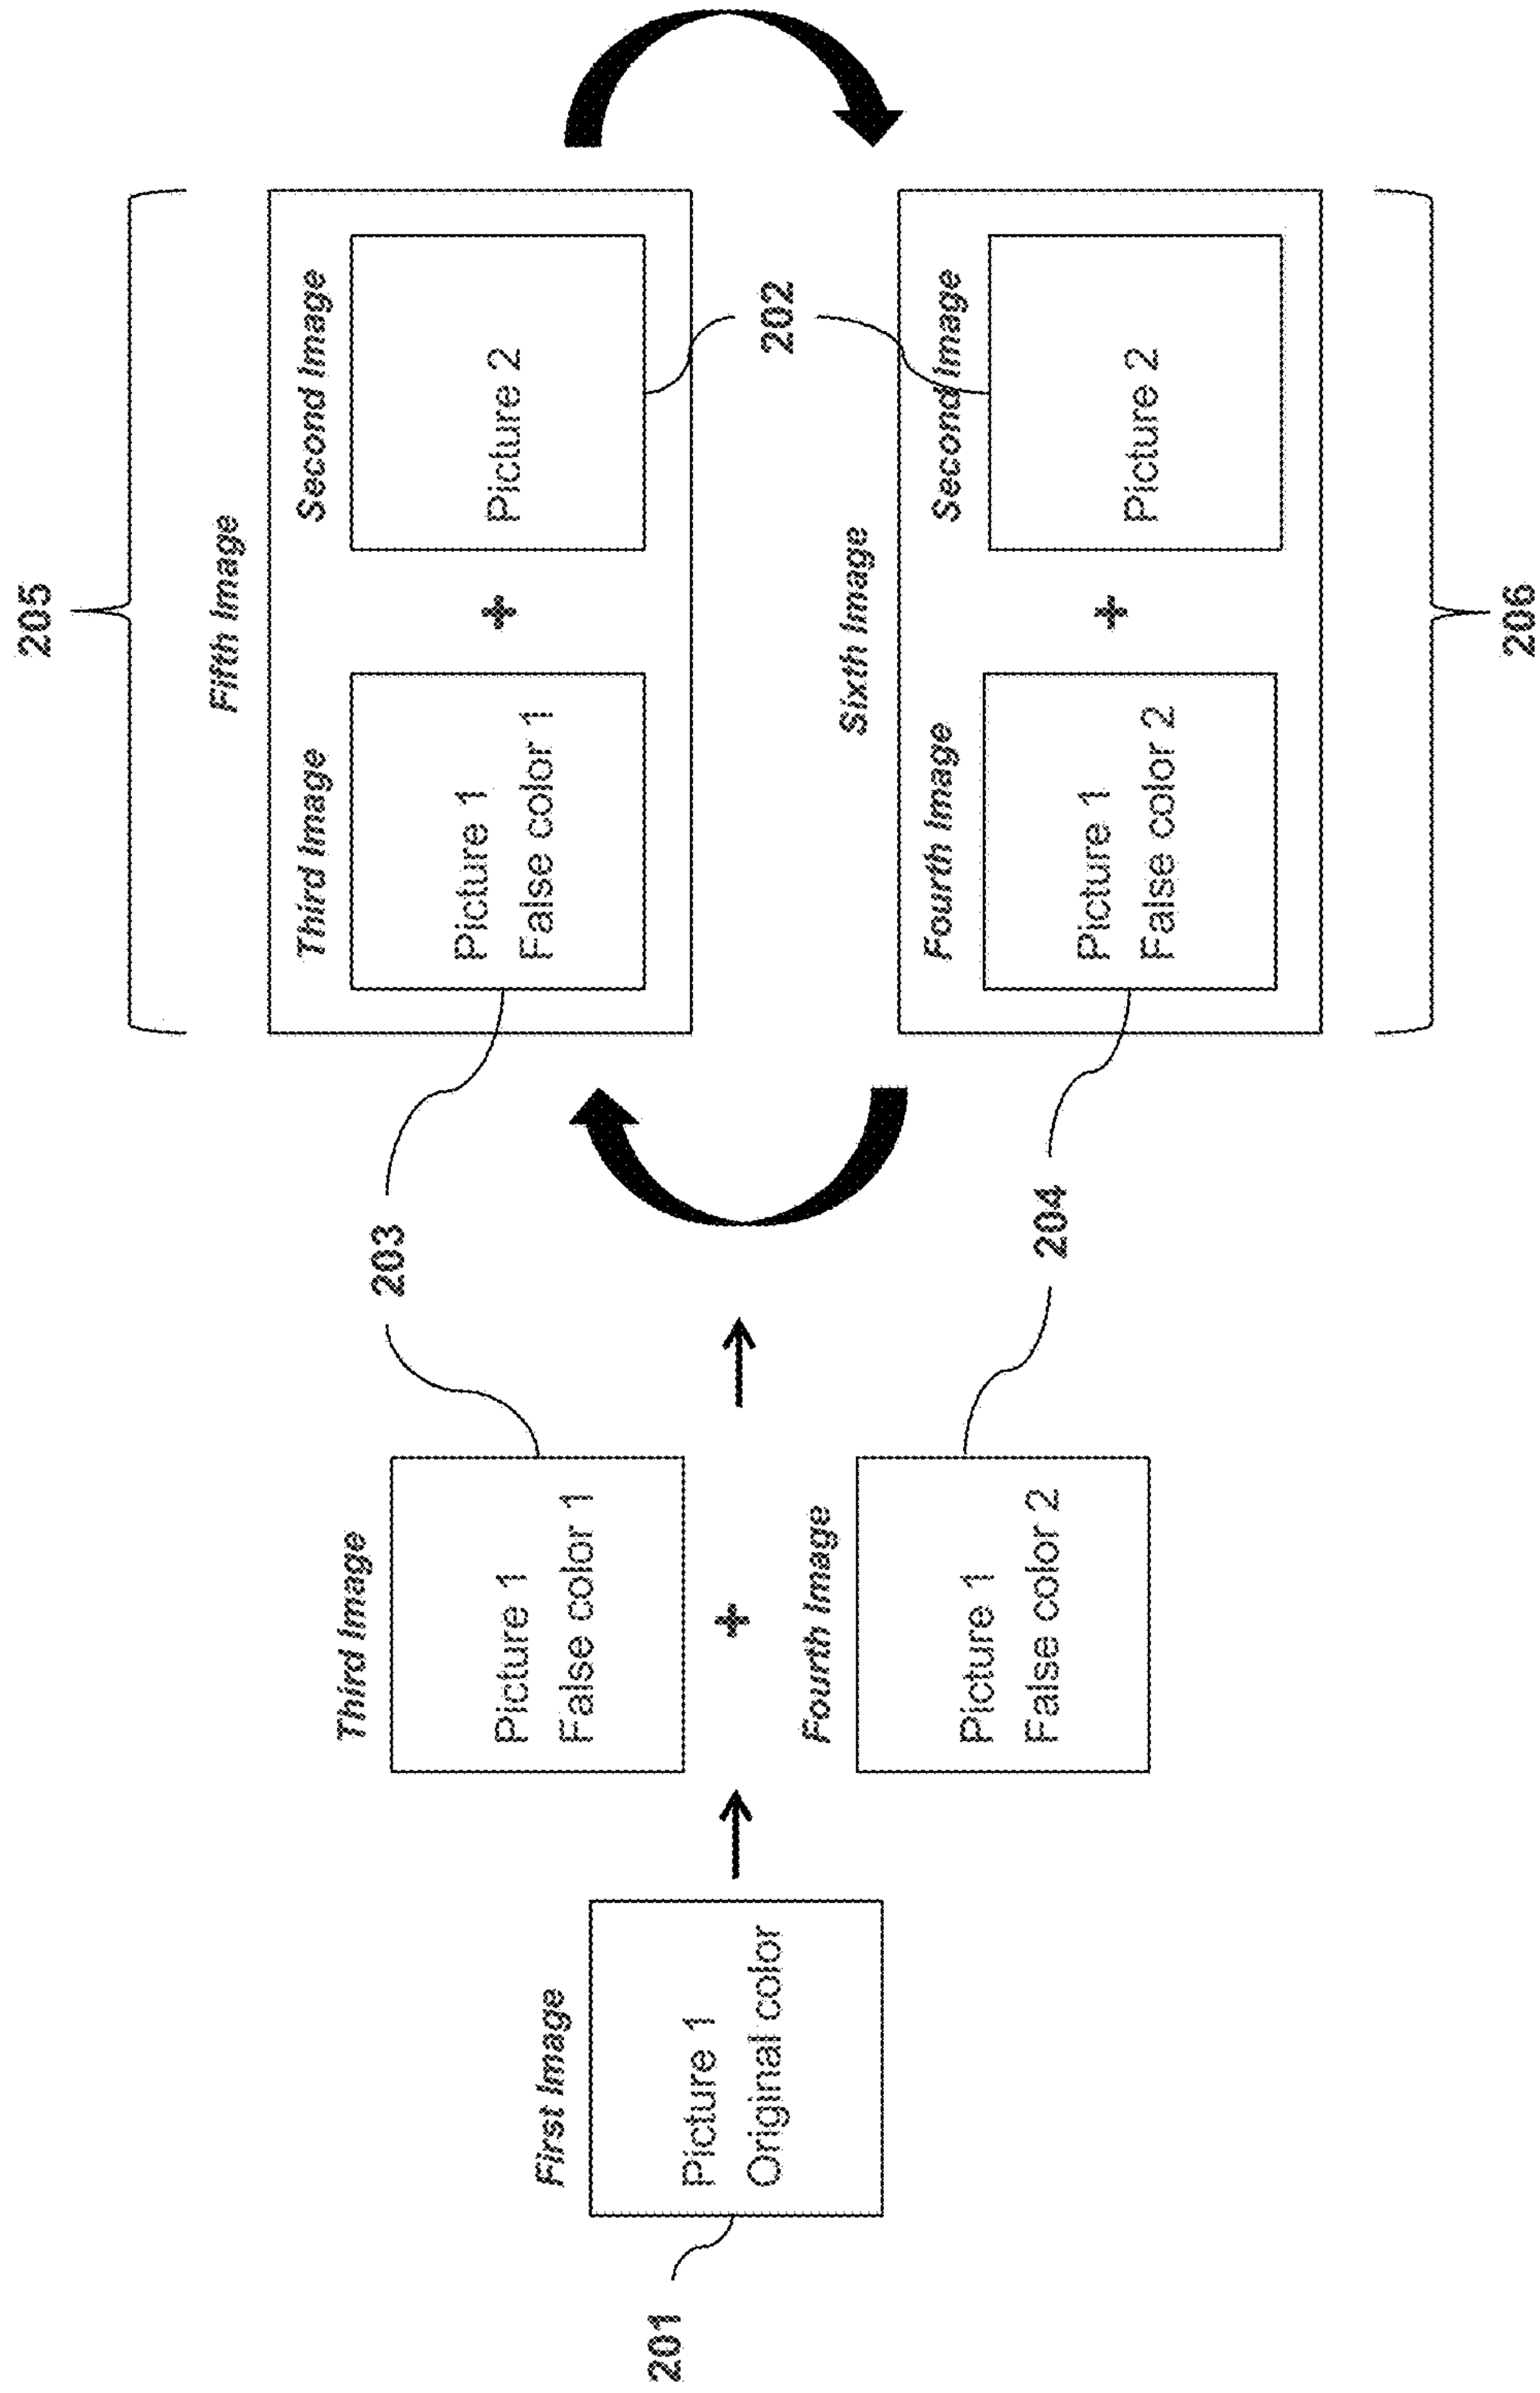 205
Fifth Image
Third Image
Second Image
Picture 1
False color 1
+
Picture 2
203
202
Third Image
Picture 1
False color 1
+
Fourth Image
Picture 1
False color 2
First Image
Picture 1
Original color
201
204
Sixth Image
Fourth Image
Second Image
Picture 1
False color 2
+
Picture 2
206